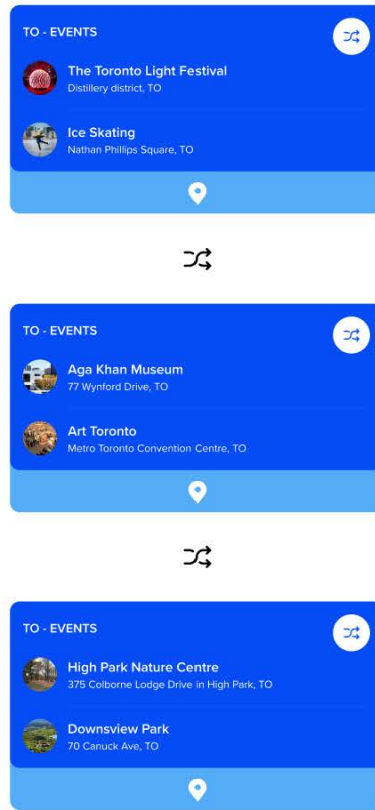 TO - EVENTS
The Toronto Light Festival
Distillery district, TO
Ice Skating
Nathan Phillips Square, TO
TO - EVENTS
Aga Khan Museum
77 Wynford Drive, TO
Art Toronto
Metro Toronto Convention Centre, TO
TO - EVENTS
High Park Nature Centre
375 Colborne Lodge Drive in High Park, TO
Downsview Park
70 Canuck Ave, TO